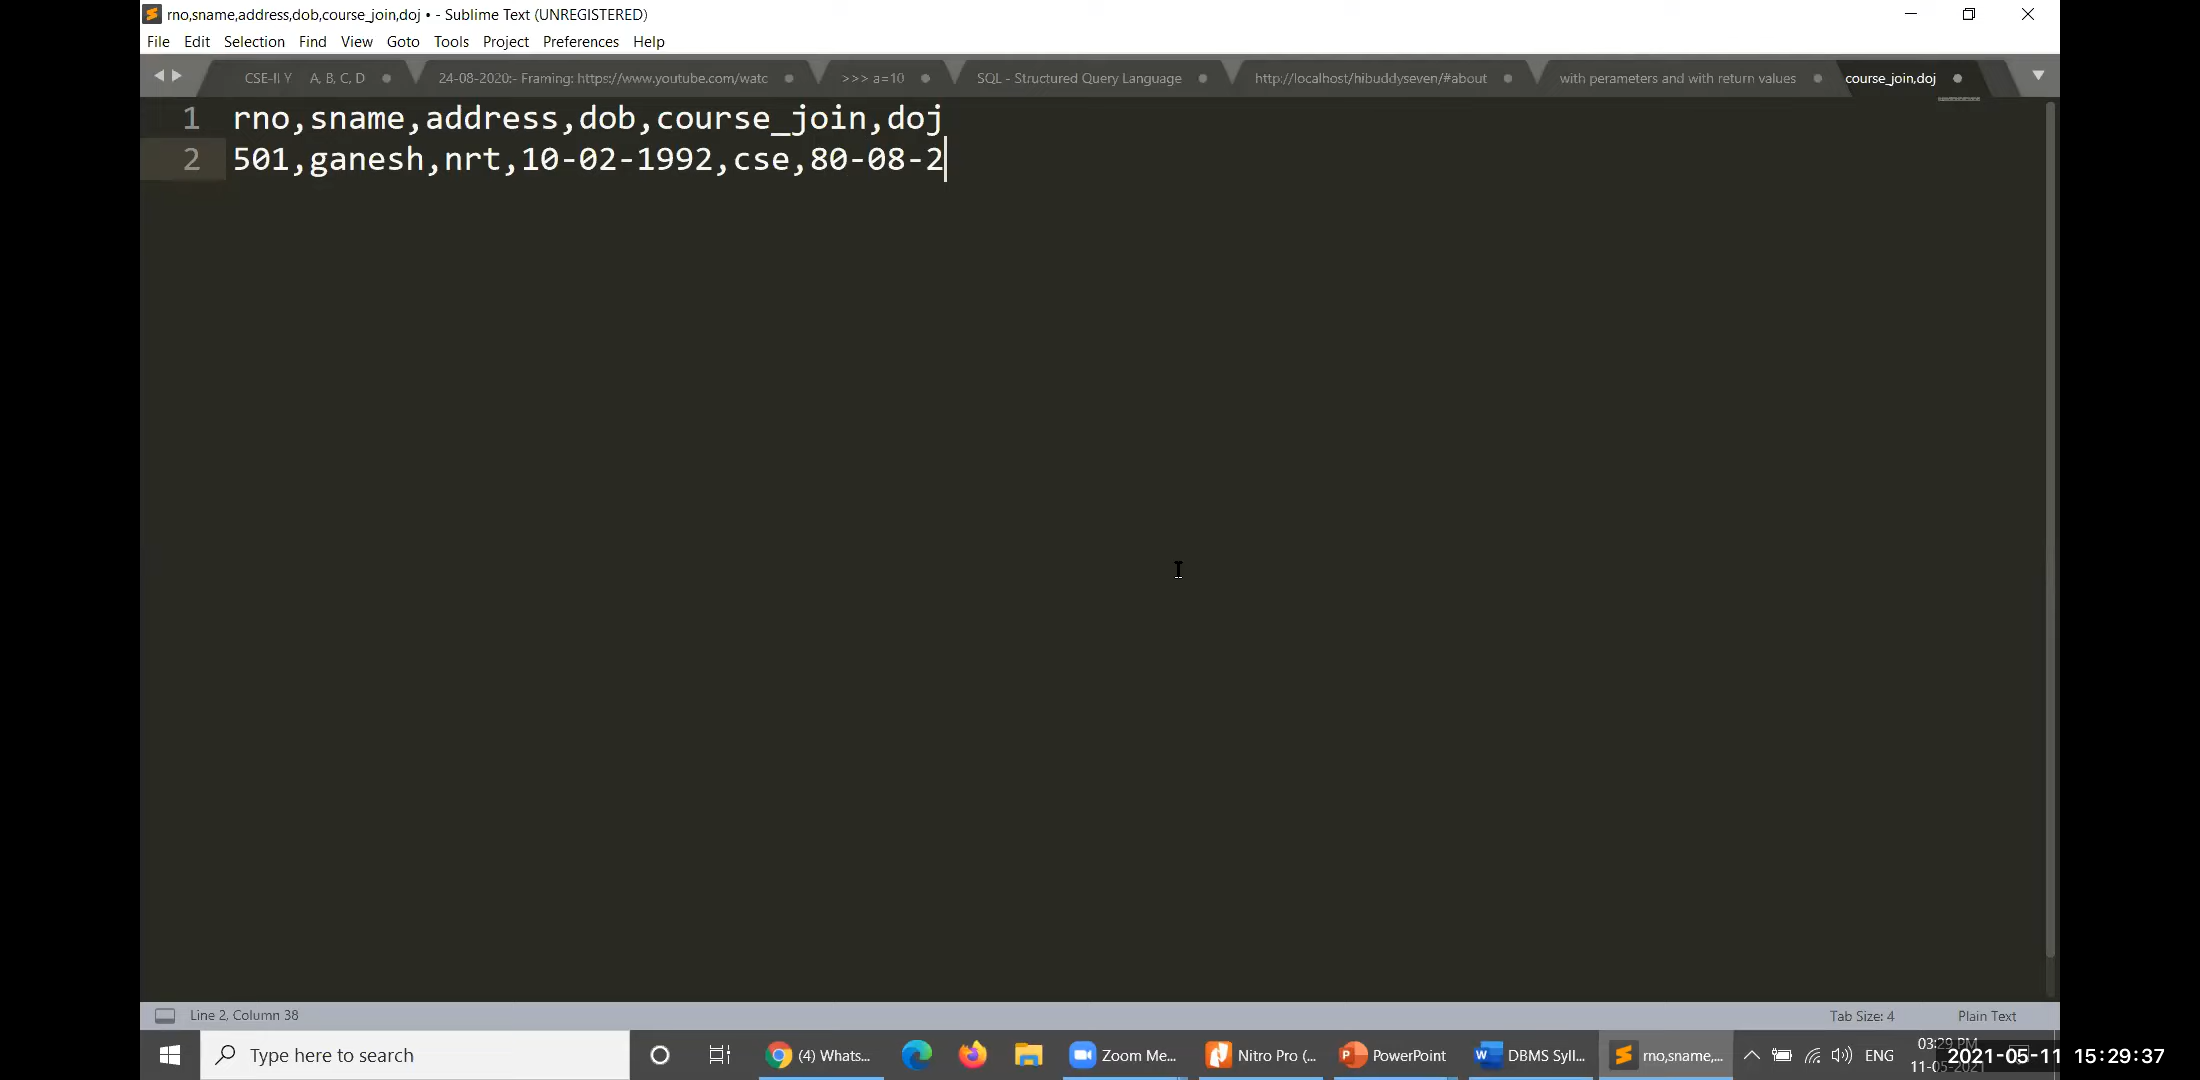 rno,sname,address,dob,course_join,doj • - Sublime Text (UNREGISTERED)
File Edit Selection Find View Goto Tools Project Preferences Help
CSE-II Y A, B, C, D 24-08-2020:- Framing: https://www.youtube.com/watc >>> a=10 SQL - Structured Query Language http://localhost/hibuddyseven/#about with perameters and with return values course_join,doj
1 rno,sname,address,dob,course_join,doj
2 501,ganesh,nrt,10-02-1992,cse,80-08-2
Line 2, Column 38 Tab Size: 4 Plain Text
Type here to search (4) Whats... Zoom Me... Nitro Pro (... PowerPoint DBMS Syll... rno,sname,... ENG 03:29 PM
11-05-2021
2021-05-11 15:29:37